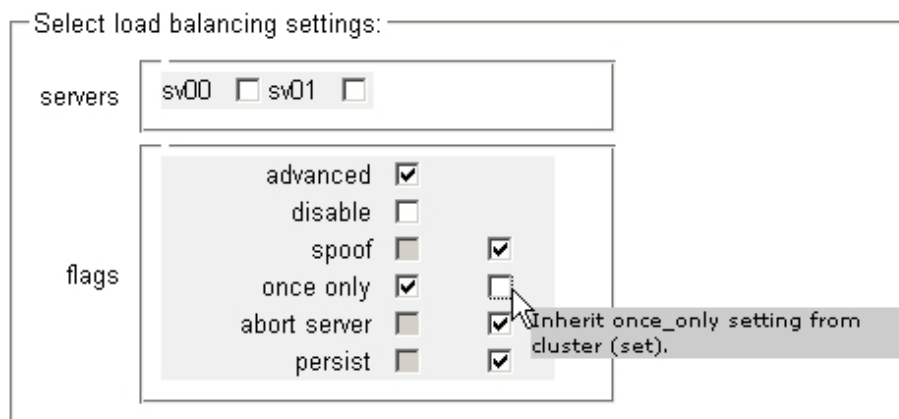 Select load balancing settings:
servers
sv00 sv01
advanced
disable
spoof
flags
once only
abort server
Inherit once_only setting from
cluster (set).
persist